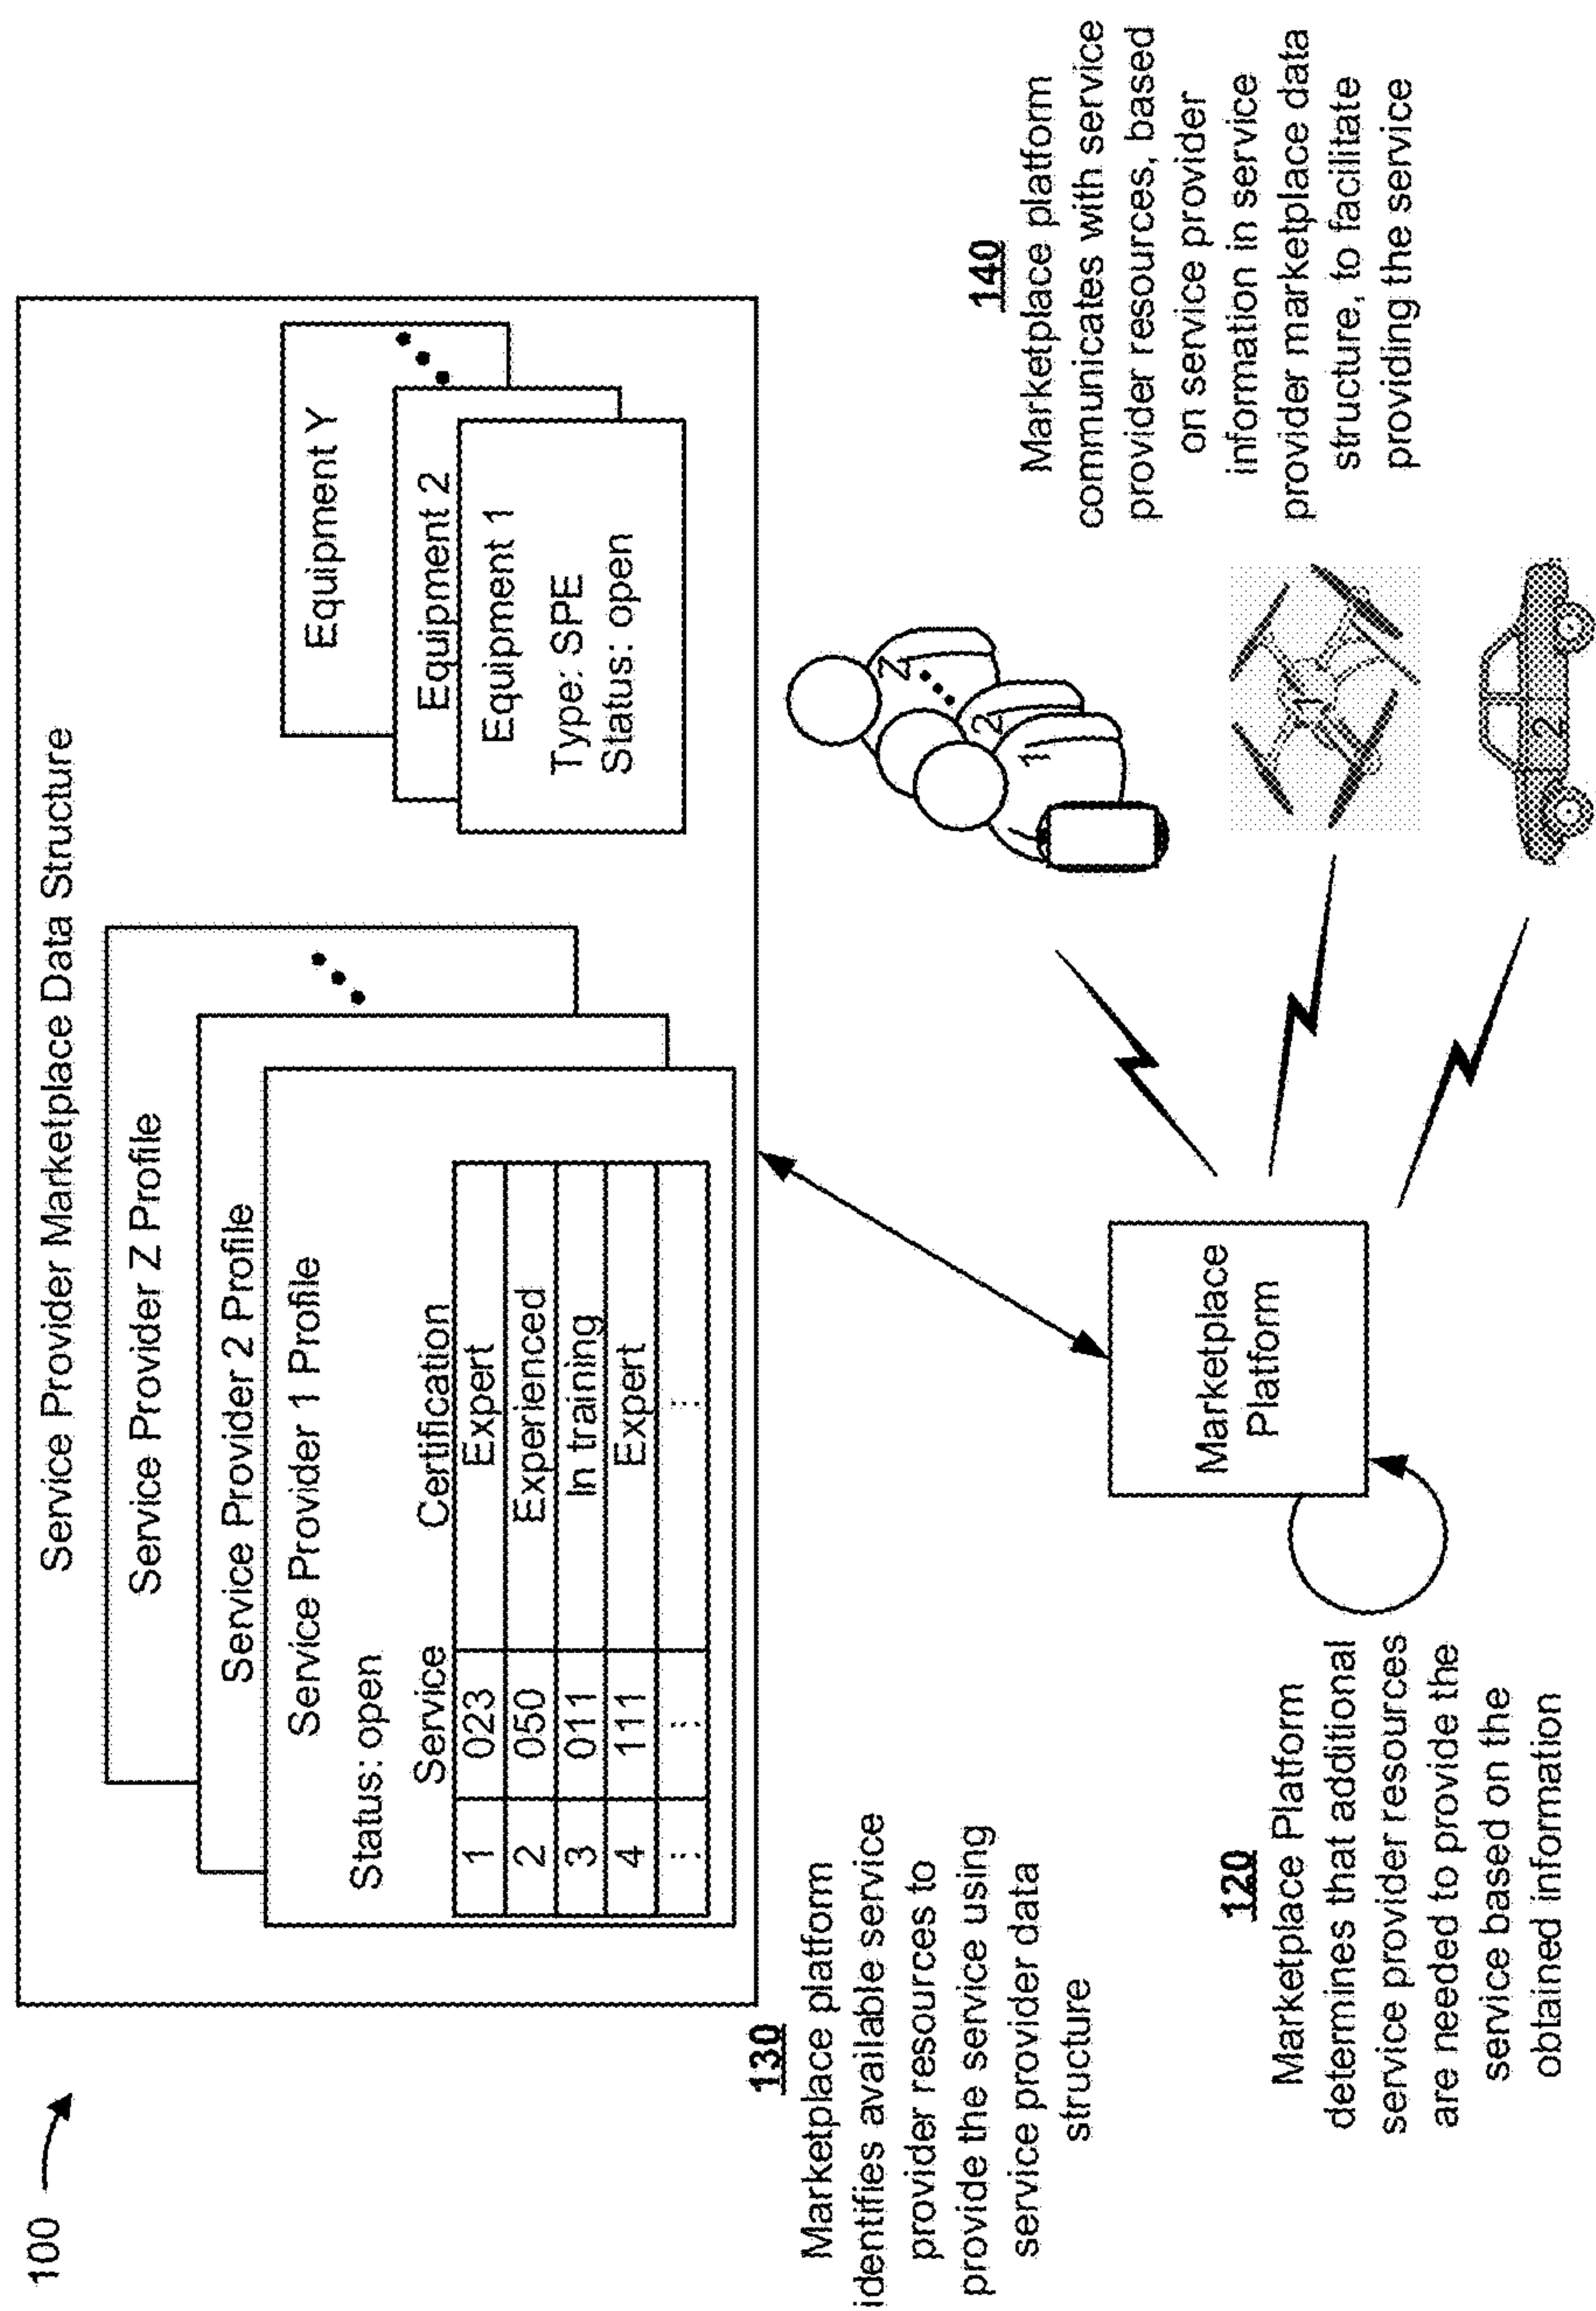 100
Service Provider Marketplace Data Structure
Service Provider Z Profile
Service Provider 2 Profile
Service Provider 1 Profile
Status: open
Service Certification
1 023 Expert
2 050 Experienced
3 011 In training
4 111 Expert
⋮ ⋮ ⋮
Equipment Y
Equipment 2
Equipment 1
Type: SPE
Status: open
130
Marketplace platform
identifies available service
provider resources to
provide the service using
service provider data
structure
120
Marketplace Platform
determines that additional
service provider resources
are needed to provide the
service based on the
obtained information
Marketplace
Platform
Z
2
1
1
2
140
Marketplace platform
communicates with service
provider resources, based
on service provider
information in service
provider marketplace data
structure, to facilitate
providing the service